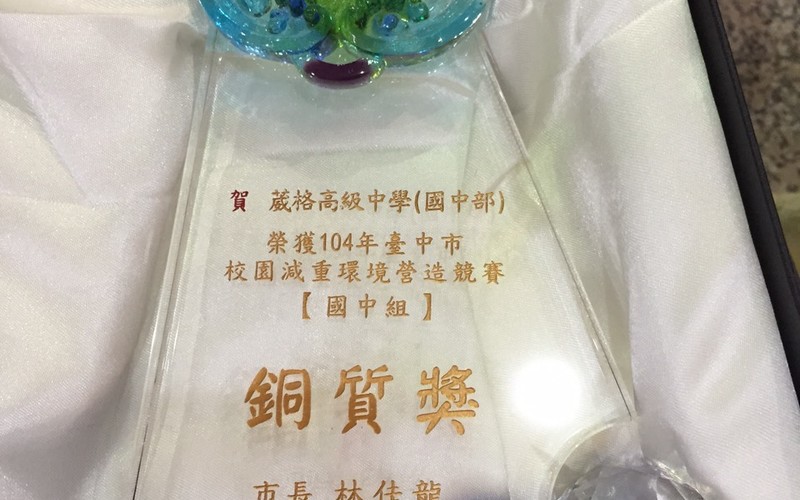 賀 葳格高級中學(國中部)
榮獲104年臺中市
校園減重環境營造競賽
【國中組】
銅質獎
市長 林佳龍